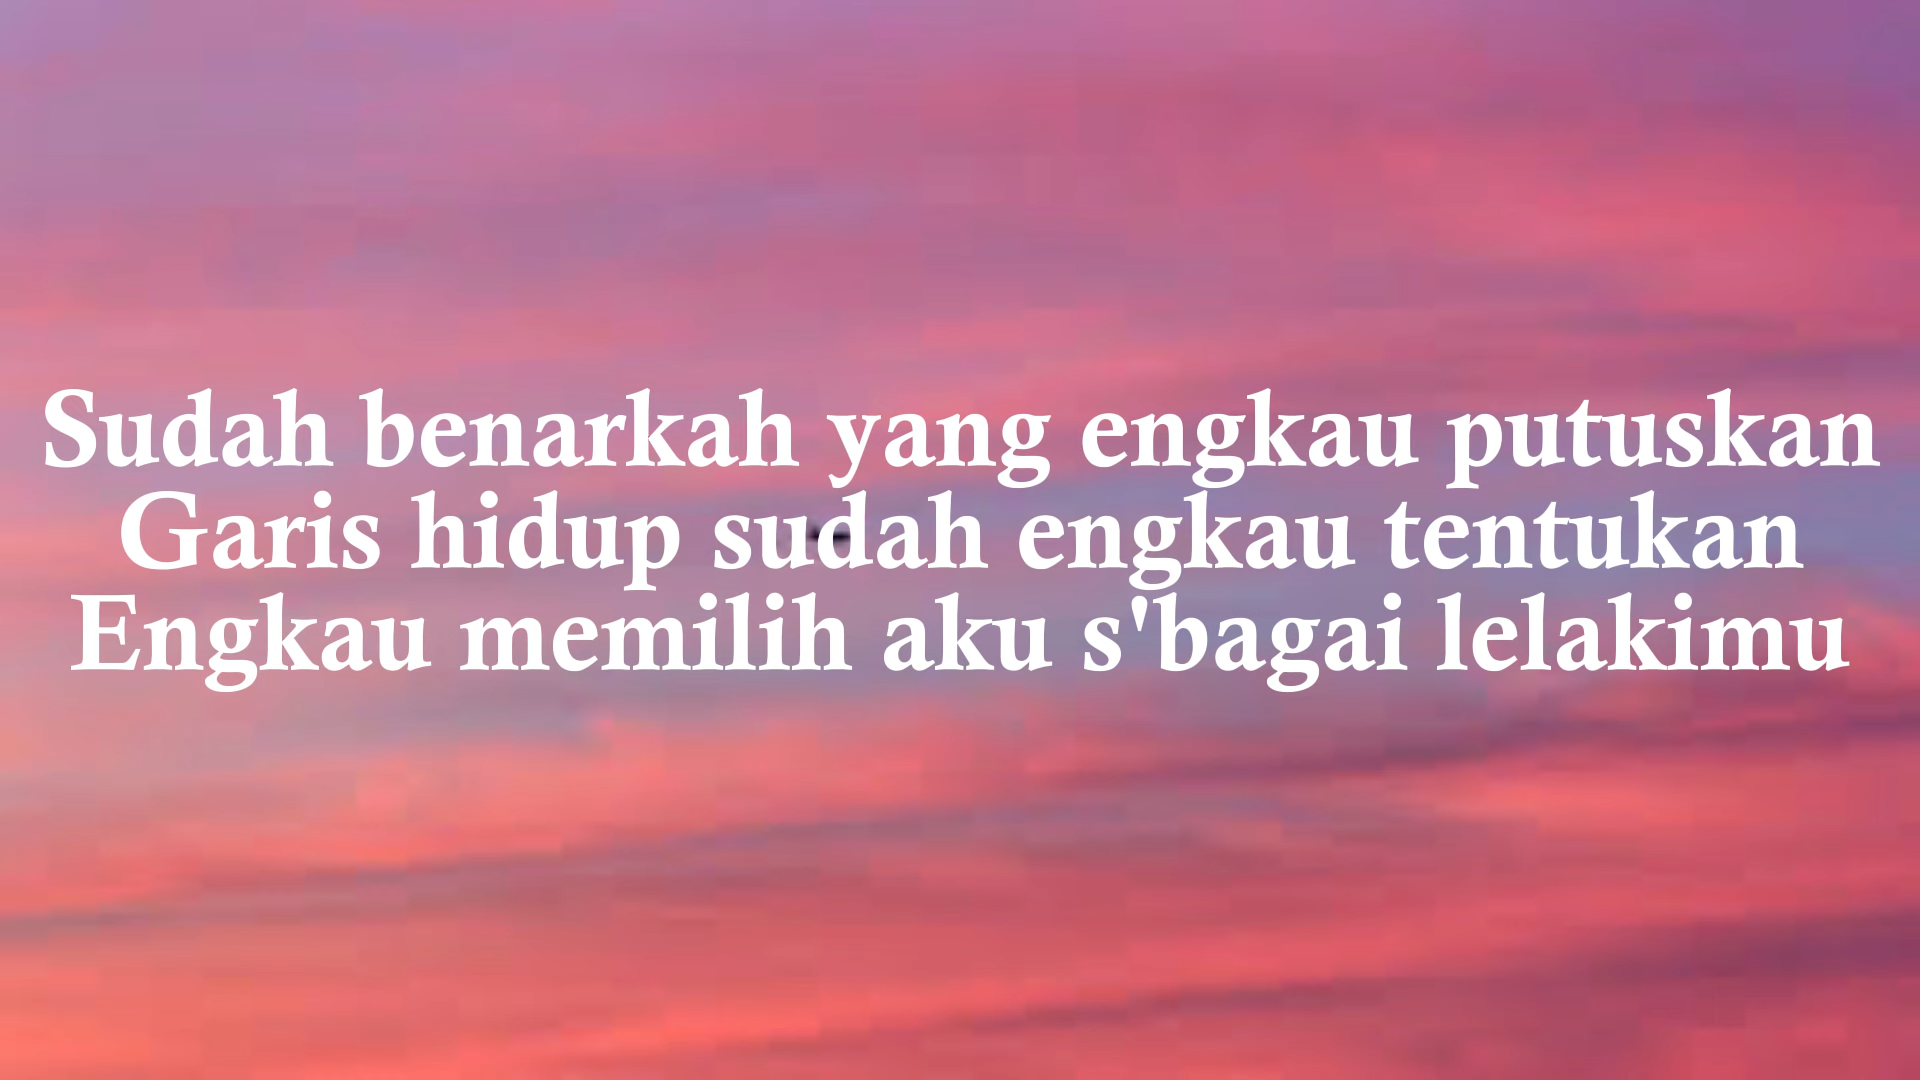 Sudah benarkah yang engkau putuskan
Garis hidup sudah engkau tentukan
Engkau memilih aku s'bagai lelakimu